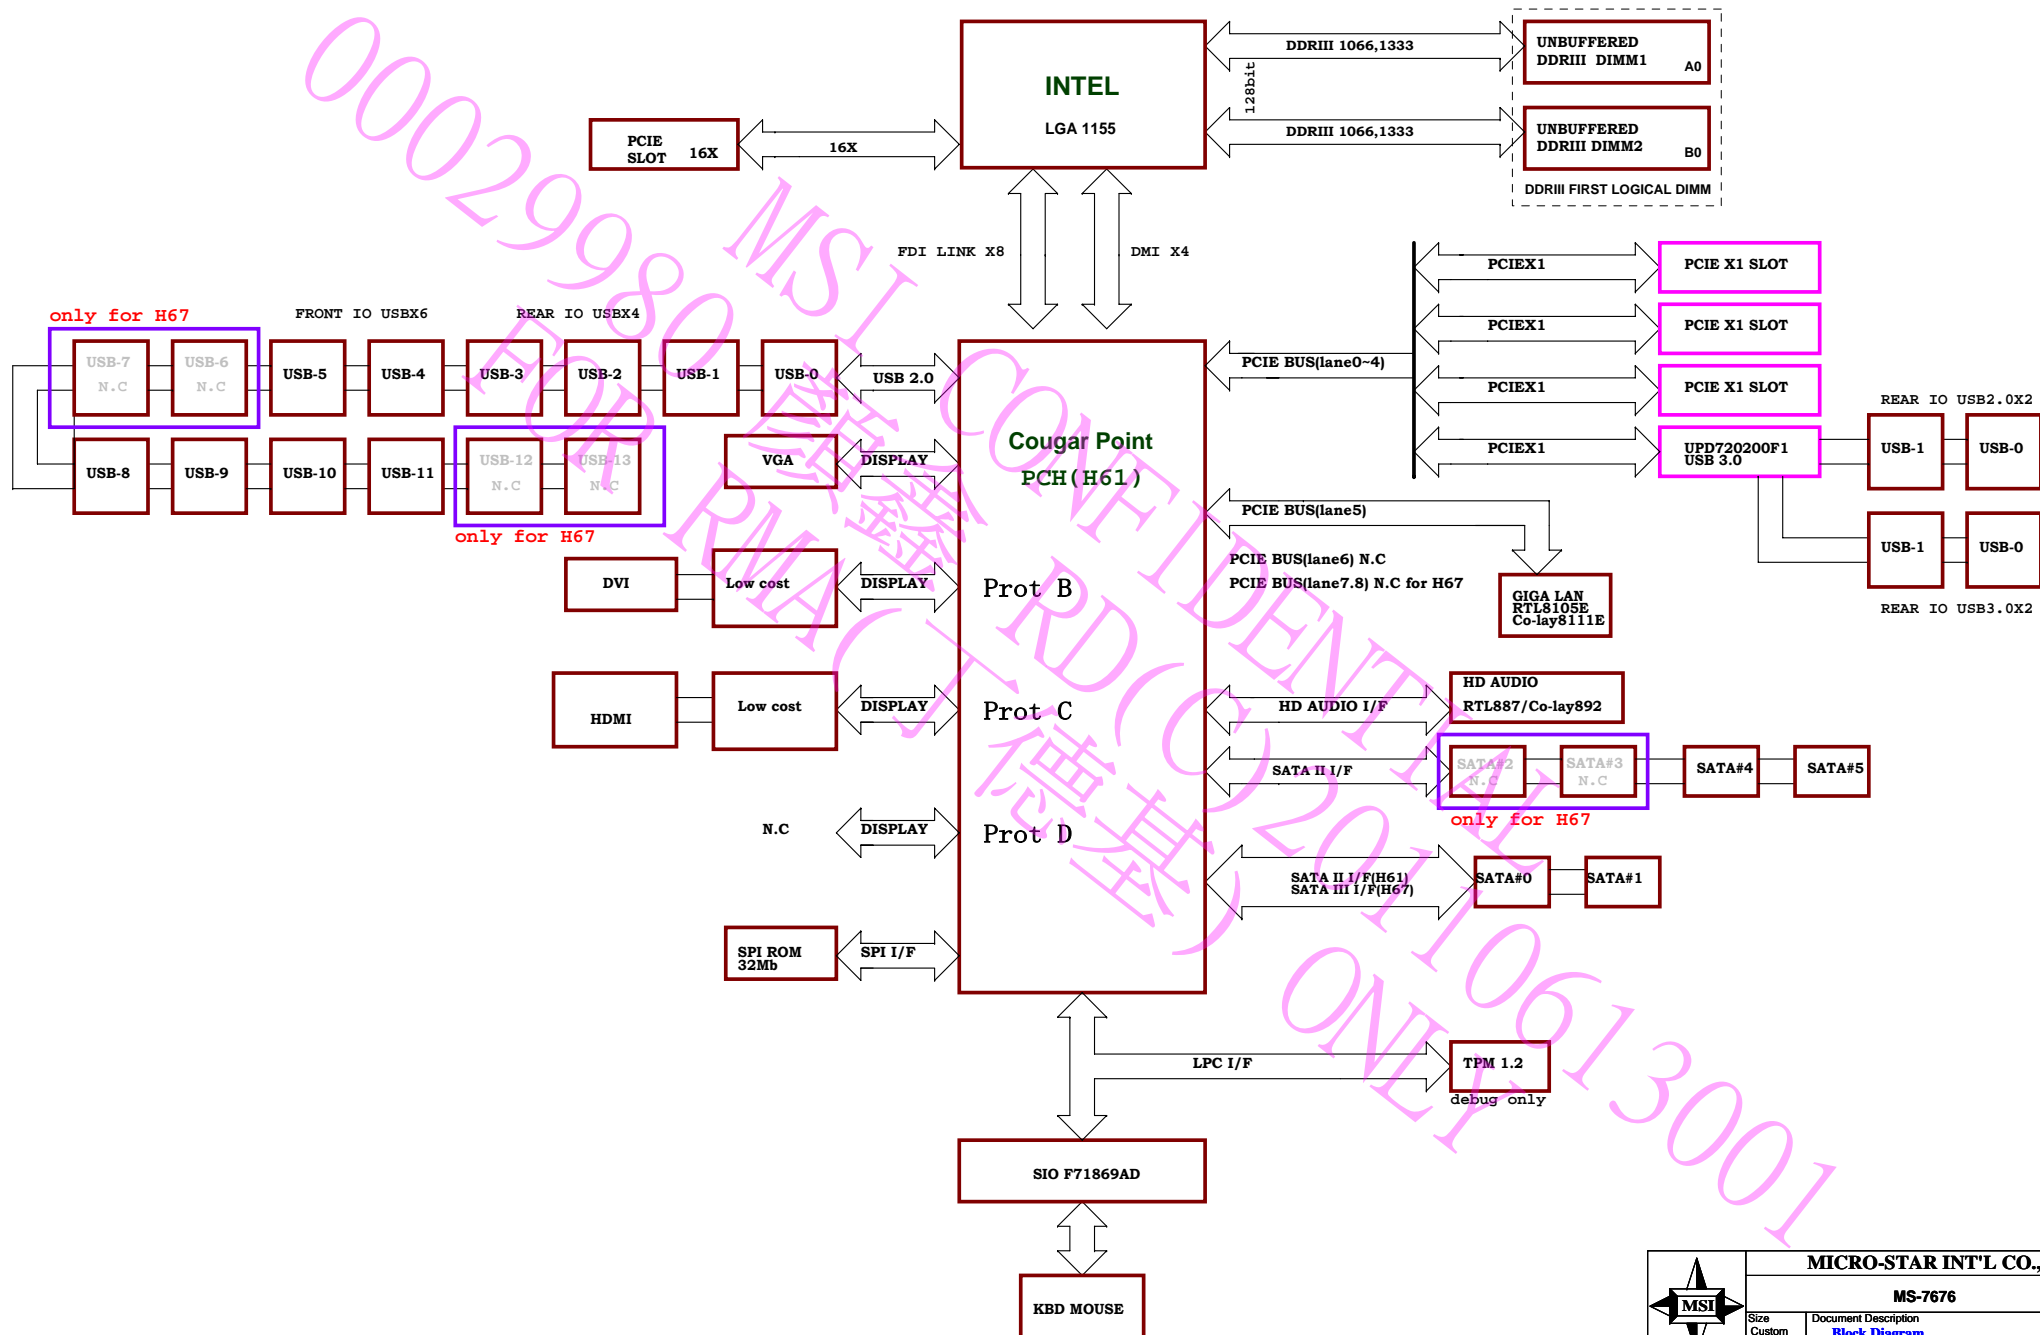 INTEL
LGA 1155
PCIE
SLOT 16X
16X
DDRIII 1066,1333
128bit
DDRIII 1066,1333
UNBUFFERED
DDRIII DIMM1
A0
UNBUFFERED
DDRIII DIMM2
B0
DDRIII FIRST LOGICAL DIMM
FDI LINK X8
DMI X4
only for H67
FRONT IO USBX6
REAR IO USBX4
USB-7
N.C
USB-6
N.C
USB-5
USB-4
USB-3
USB-2
USB-1
USB-0
USB 2.0
USB-8
USB-9
USB-10
USB-11
USB-12
N.C
USB-13
N.C
only for H67
VGA
DISPLAY
Cougar Point
PCH(H61)
PCIE BUS(lane0~4)
PCIEX1
PCIE X1 SLOT
PCIEX1
PCIE X1 SLOT
PCIEX1
PCIE X1 SLOT
PCIEX1
UPD720200F1
USB 3.0
REAR IO USB2.0X2
USB-1
USB-0
USB-1
USB-0
REAR IO USB3.0X2
PCIE BUS(lane5)
PCIE BUS(lane6) N.C
PCIE BUS(lane7.8) N.C for H67
GIGA LAN
RTL8105E
Co-lay8111E
DVI
Low cost
DISPLAY
Prot B
HDMI
Low cost
DISPLAY
Prot C
N.C
DISPLAY
Prot D
HD AUDIO I/F
HD AUDIO
RTL887/Co-lay892
SATA II I/F
SATA#2
N.C
SATA#3
N.C
SATA#4
SATA#5
only for H67
SATA II I/F(H61)
SATA III I/F(H67)
SATA#0
SATA#1
SPI ROM
32Mb
SPI I/F
LPC I/F
TPM 1.2
debug only
SIO F71869AD
KBD MOUSE
MSI CONFIDENTIAL
00029980 顏鑫 RD(C)20110613001
FOR RMA(丁德基) ONLY
MSI
MICRO-STAR INT'L CO.,
MS-7676
Size
Custom
Document Description
Block Diagram